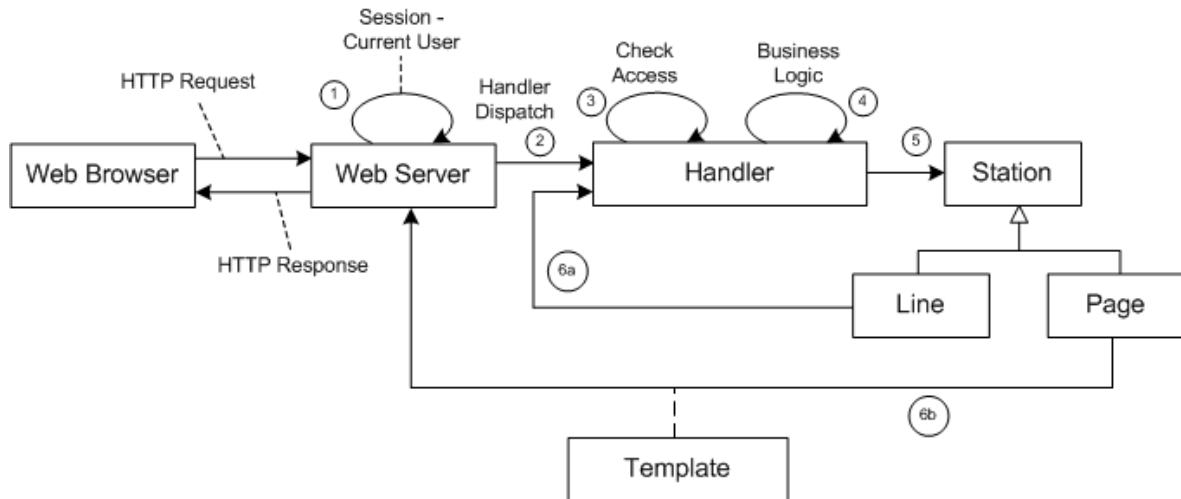 Session -
Current User
HTTP Request
1
Handler
Dispatch
2
Check
Access
3
Business
Logic
4
5
Web Browser
Web Server
Handler
Station
HTTP Response
6a
Line
Page
6b
Template